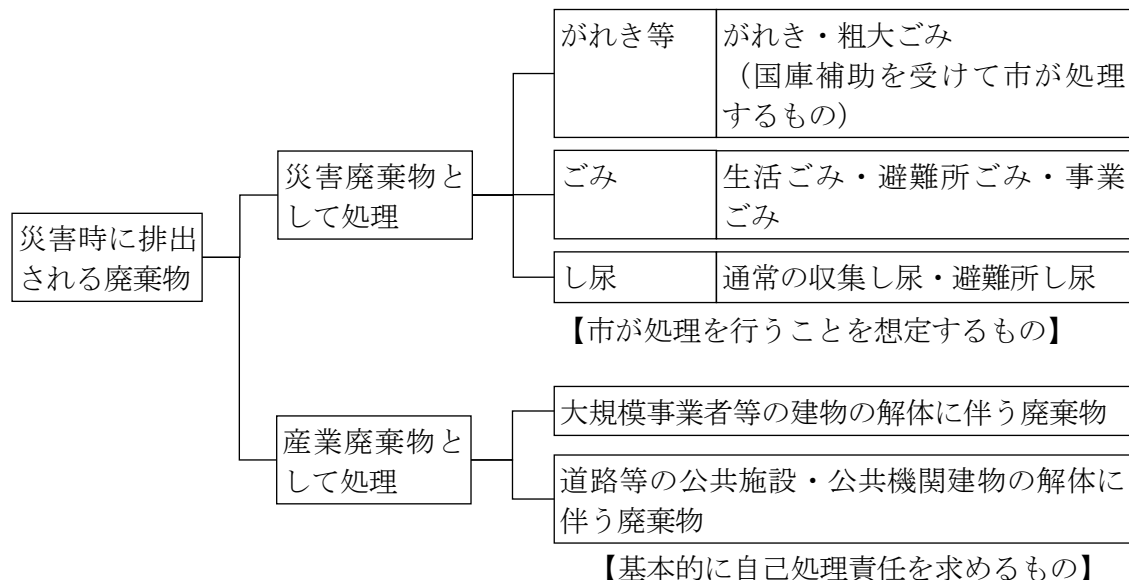 災害時に排出
される廃棄物
災害廃棄物と
して処理
がれき等
がれき・粗大ごみ
（国庫補助を受けて市が処理
するもの）
ごみ
生活ごみ・避難所ごみ・事業
ごみ
し尿
通常の収集し尿・避難所し尿
【市が処理を行うことを想定するもの】
産業廃棄物と
して処理
大規模事業者等の建物の解体に伴う廃棄物
道路等の公共施設・公共機関建物の解体に
伴う廃棄物
【基本的に自己処理責任を求めるもの】